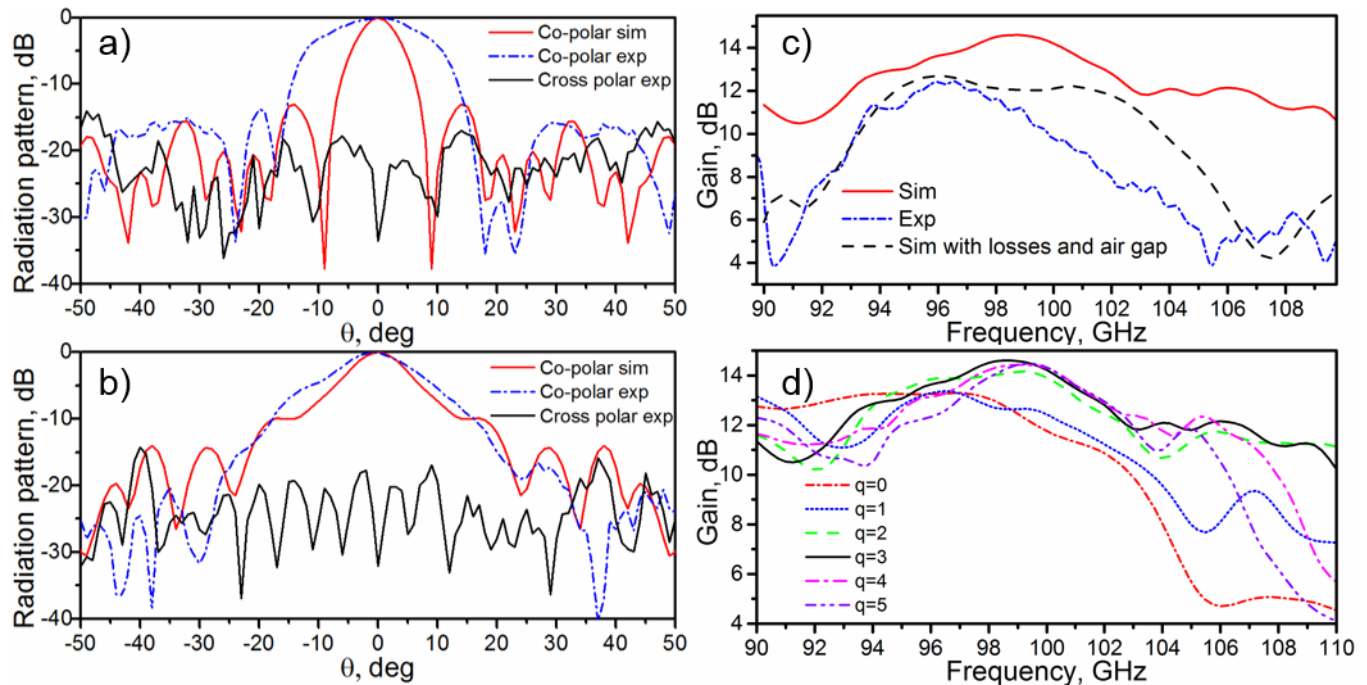 a)
Co-polar sim
Co-polar exp
Cross polar exp
Radiation pattern, dB
0
-10
-20
-30
-40
-50 -40 -30 -20 -10 0 10 20 30 40 50
θ, deg
b)
Co-polar sim
Co-polar exp
Cross polar exp
Radiation pattern, dB
0
-10
-20
-30
-40
-50 -40 -30 -20 -10 0 10 20 30 40 50
θ, deg
c)
Gain, dB
14
12
10
8
6
4
Sim
Exp
Sim with losses and air gap
90 92 94 96 98 100 102 104 106 108
Frequency, GHz
d)
Gain, dB
14
12
10
8
6
4
q=0
q=1
q=2
q=3
q=4
q=5
90 92 94 96 98 100 102 104 106 108 110
Frequency, GHz